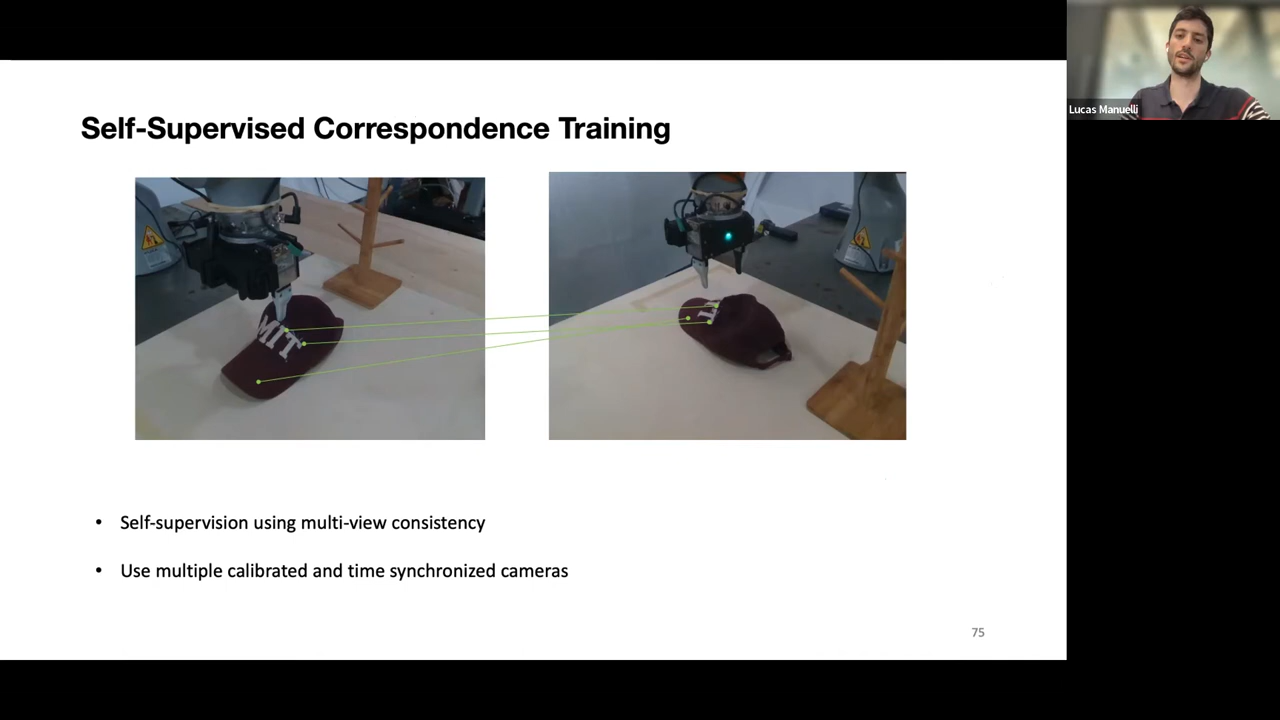 Self-Supervised Correspondence Training
Lucas Manuelli
MIT
IT
• Self-supervision using multi-view consistency
• Use multiple calibrated and time synchronized cameras
75